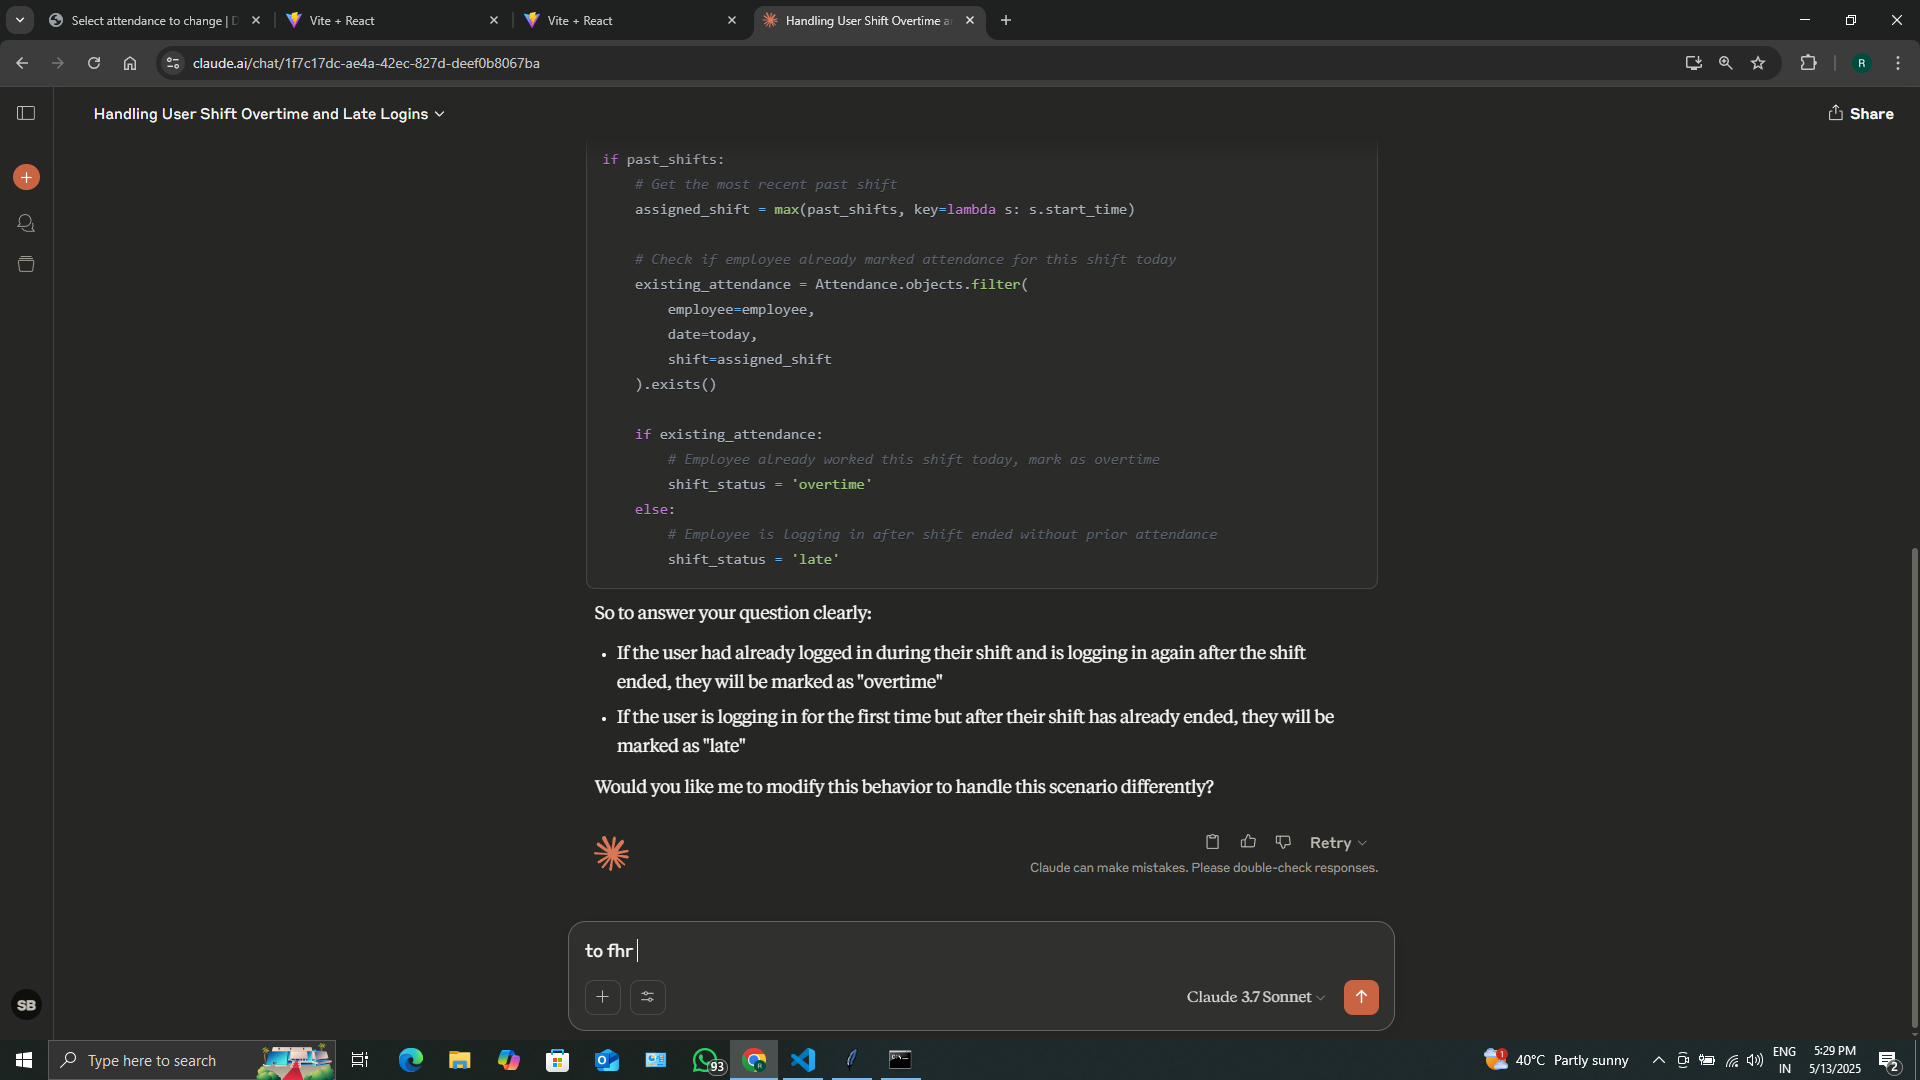 Select attendance to change | D
Vite + React
Vite + React
Handling User Shift Overtime a
claude.ai/chat/1f7c17dc-ae4a-42ec-827d-deef0b8067ba
R
Handling User Shift Overtime and Late Logins
Share
if past_shifts:
# Get the most recent past shift
assigned_shift = max(past_shifts, key=lambda s: s.start_time)
# Check if employee already marked attendance for this shift today
existing_attendance = Attendance.objects.filter(
employee=employee,
date=today,
shift=assigned_shift
).exists()
if existing_attendance:
# Employee already worked this shift today, mark as overtime
shift_status = 'overtime'
else:
# Employee is logging in after shift ended without prior attendance
shift_status = 'late'
So to answer your question clearly:
• If the user had already logged in during their shift and is logging in again after the shift
ended, they will be marked as "overtime"
• If the user is logging in for the first time but after their shift has already ended, they will be
marked as "late"
Would you like me to modify this behavior to handle this scenario differently?
Retry
Claude can make mistakes. Please double-check responses.
to fhr
Claude 3.7 Sonnet
SB
Type here to search
93
1
40°C Partly sunny
ENG
IN
5:29 PM
5/13/2025
2